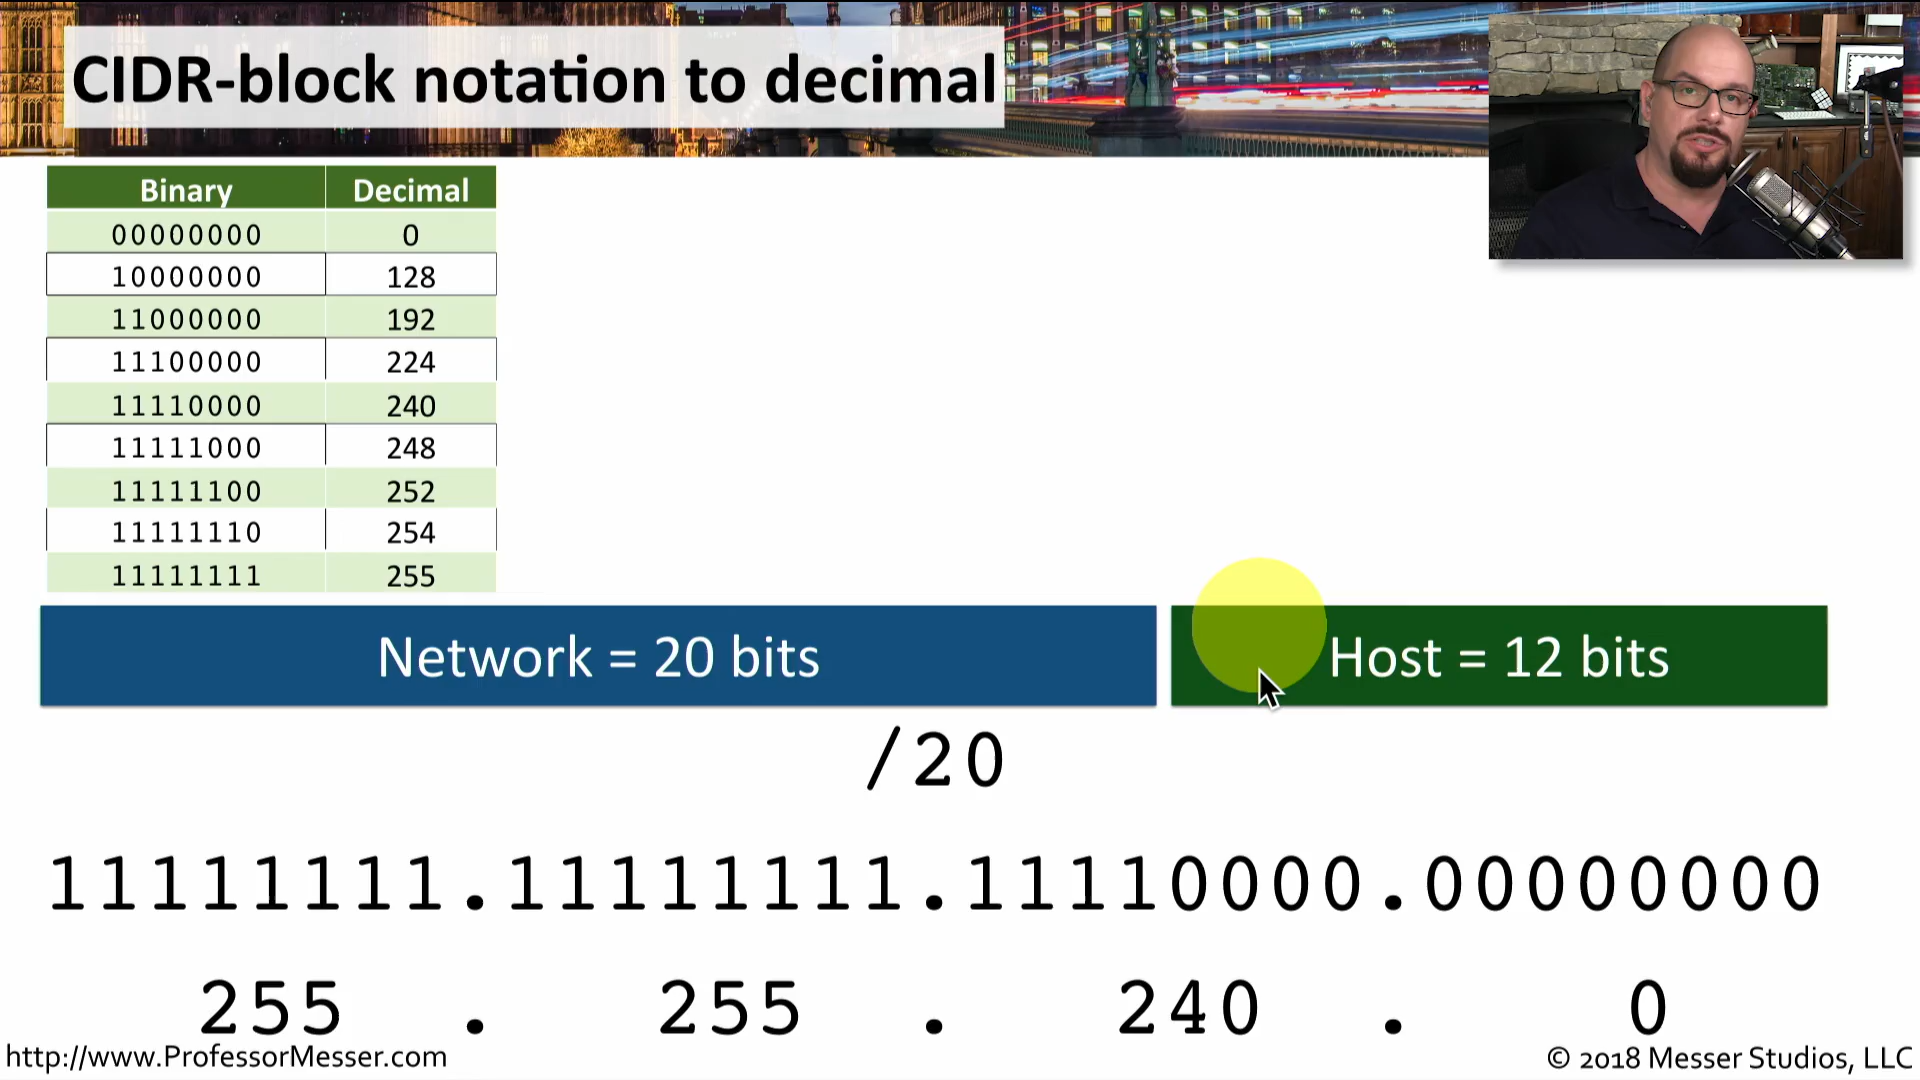 CIDR-block notation to decimal
Binary Decimal
00000000 0
10000000 128
11000000 192
11100000 224
11110000 240
11111000 248
11111100 252
11111110 254
11111111 255
Network = 20 bits Host = 12 bits
/20
11111111.11111111.11110000.00000000
255 . 255 . 240 . 0
http://www.ProfessorMesser.com © 2018 Messer Studios, LLC